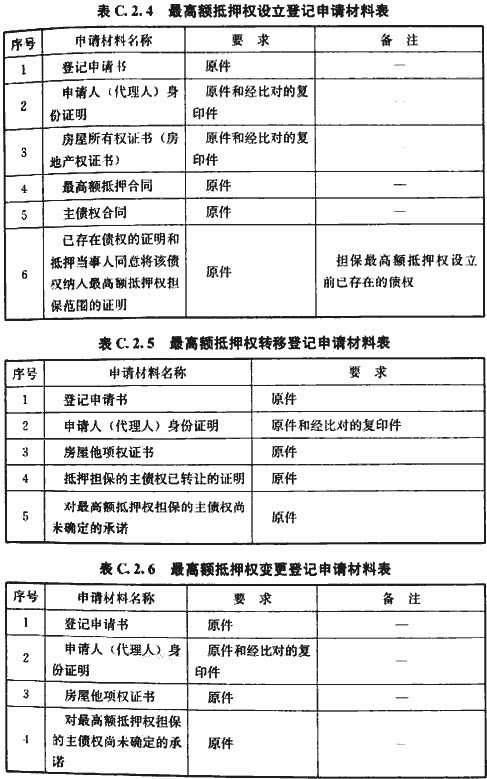 表 C.2.4 最高额抵押权设立登记申请材料表
序号 申请材料名称 要 求 备 注
1 登记申请书 原件 —
2 申请人（代理人）身份证明 原件和经比对的复印件
3 房屋所有权证书（房地产权证书） 原件和经比对的复印件
4 最高额抵押合同 原件 —
5 主债权合同 原件 —
6 已存在债权的证明和抵押当事人同意将该债权纳入最高额抵押权担保范围的证明 原件 担保最高额抵押权设立前已存在的债权
表 C.2.5 最高额抵押权转移登记申请材料表
序号 申请材料名称 要 求
1 登记申请书 原件
2 申请人（代理人）身份证明 原件和经比对的复印件
3 房屋他项权证书 原件
4 抵押担保的主债权已转让的证明 原件
5 对最高额抵押权担保的主债权尚未确定的承诺 原件
表 C.2.6 最高额抵押权变更登记申请材料表
序号 申请材料名称 要 求 备 注
1 登记申请书 原件 —
2 申请人（代理人）身份证明 原件和经比对的复印件 —
3 房屋他项权证书 原件 —
4 对最高额抵押权担保的主债权尚未确定的承诺 原件 —